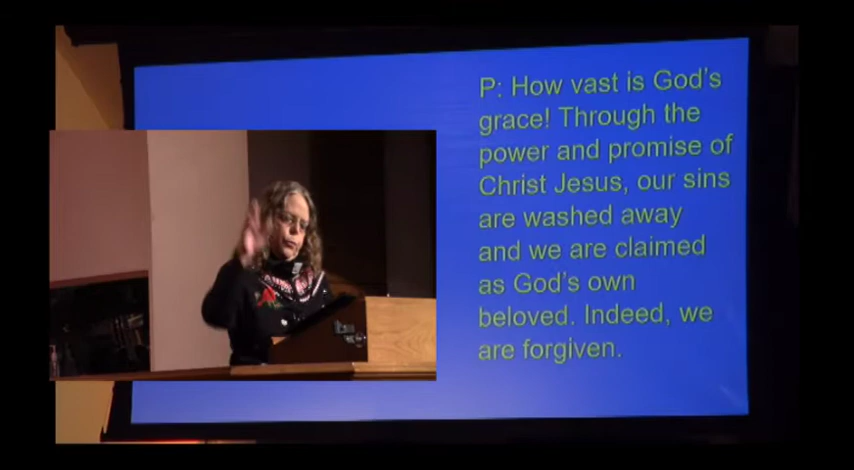 P: How vast is God's
grace! Through the
power and promise of
Christ Jesus, our sins
are washed away
and we are claimed
as God's own
beloved. Indeed, we
are forgiven.